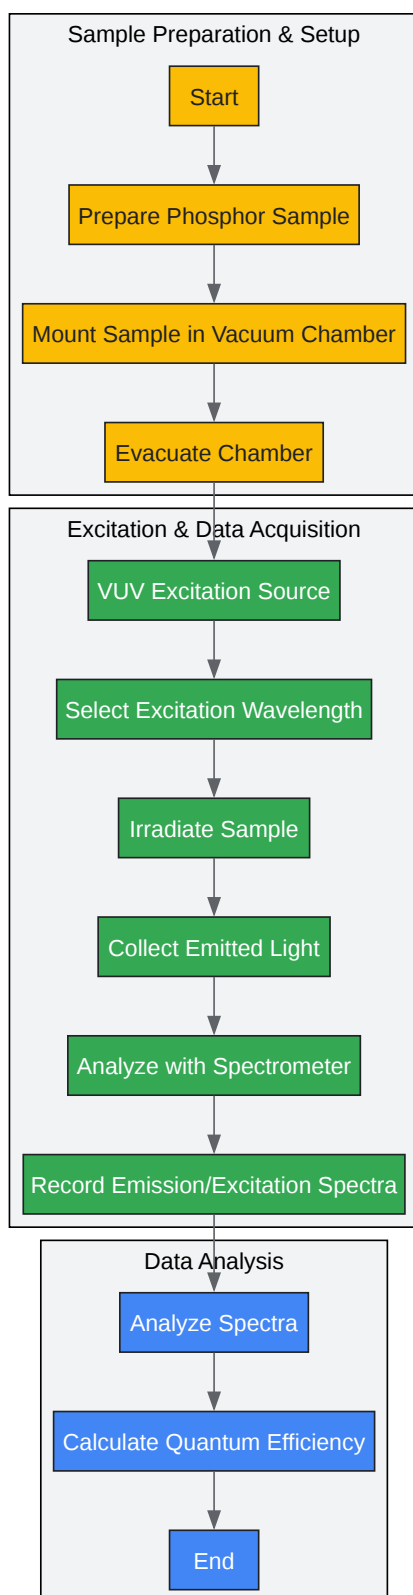 Sample Preparation & Setup
Start
Prepare Phosphor Sample
Mount Sample in Vacuum Chamber
Evacuate Chamber
Excitation & Data Acquisition
VUV Excitation Source
Select Excitation Wavelength
Irradiate Sample
Collect Emitted Light
Analyze with Spectrometer
Record Emission/Excitation Spectra
Data Analysis
Analyze Spectra
Calculate Quantum Efficiency
End